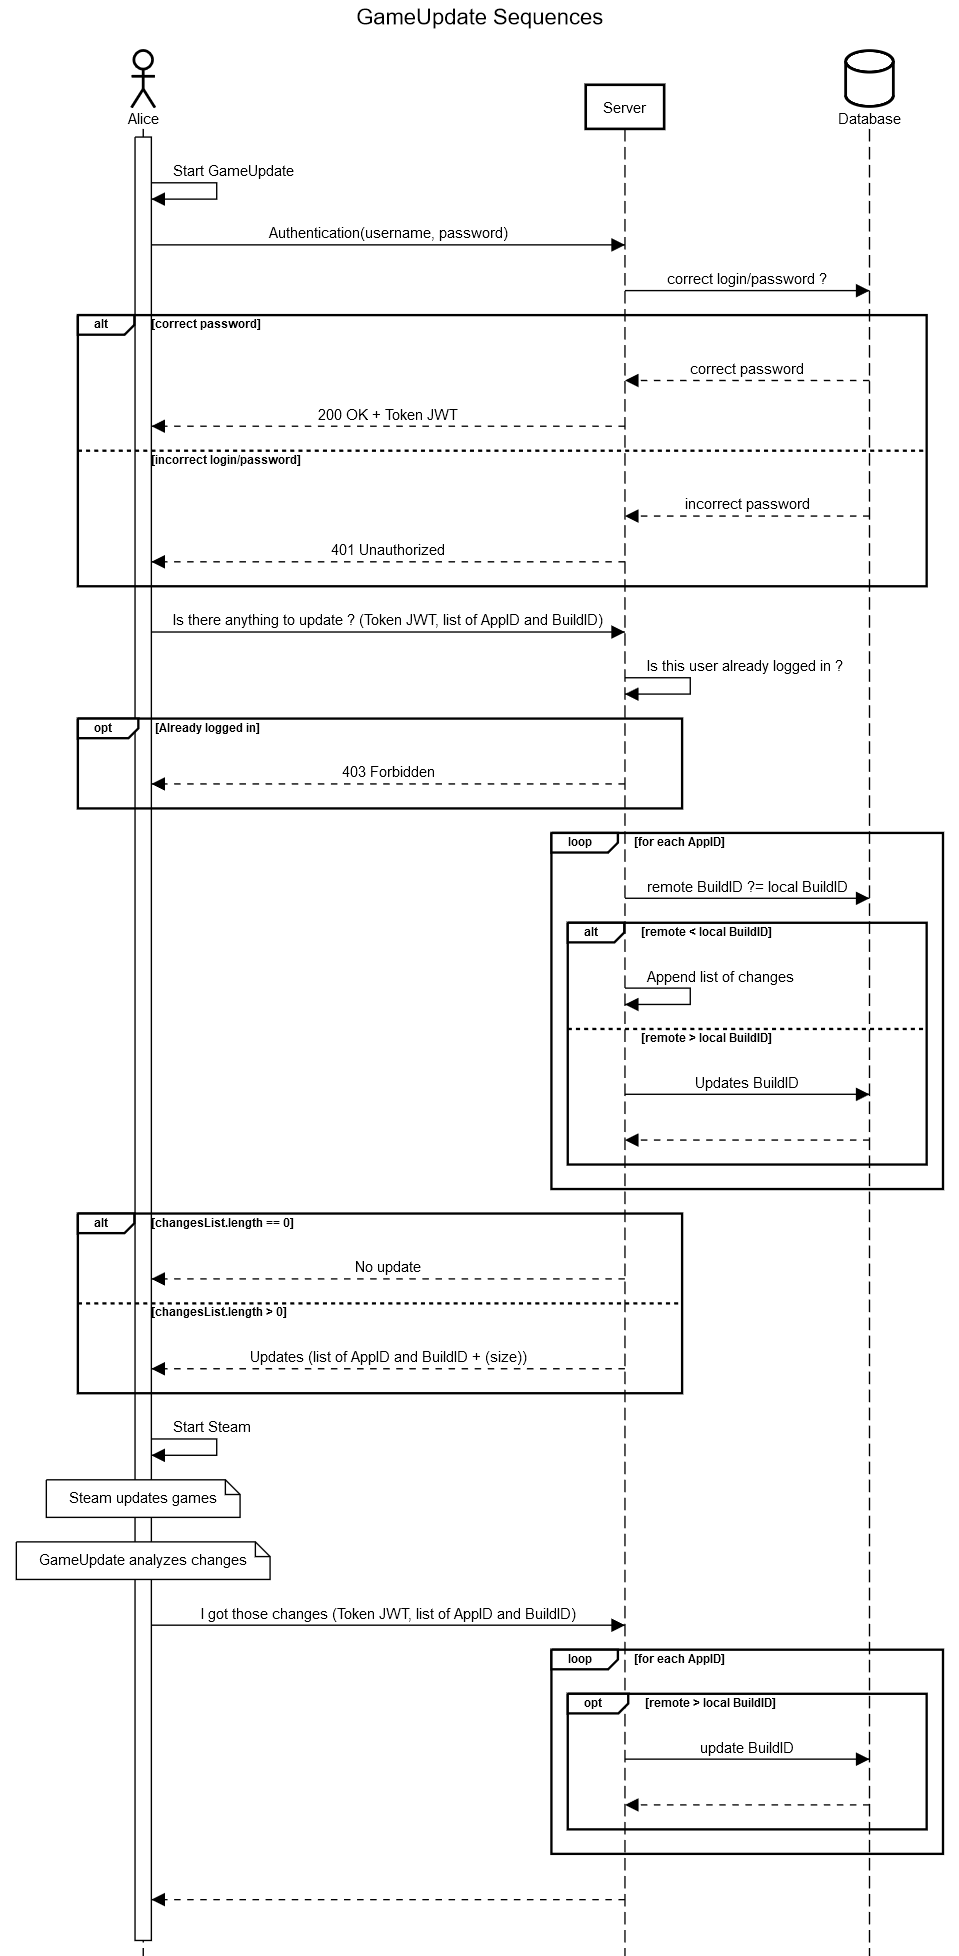 GameUpdate Sequences
Alice
Server
Database
Start GameUpdate
Authentication(username, password)
correct login/password ?
alt [correct password]
correct password
200 OK + Token JWT
[incorrect login/password]
incorrect password
401 Unauthorized
Is there anything to update ? (Token JWT, list of AppID and BuildID)
Is this user already logged in ?
opt [Already logged in]
403 Forbidden
loop [for each AppID]
remote BuildID ?= local BuildID
alt [remote < local BuildID]
Append list of changes
[remote > local BuildID]
Updates BuildID
alt [changesList.length == 0]
No update
[changesList.length > 0]
Updates (list of AppID and BuildID + (size))
Start Steam
Steam updates games
GameUpdate analyzes changes
I got those changes (Token JWT, list of AppID and BuildID)
loop [for each AppID]
opt [remote > local BuildID]
update BuildID